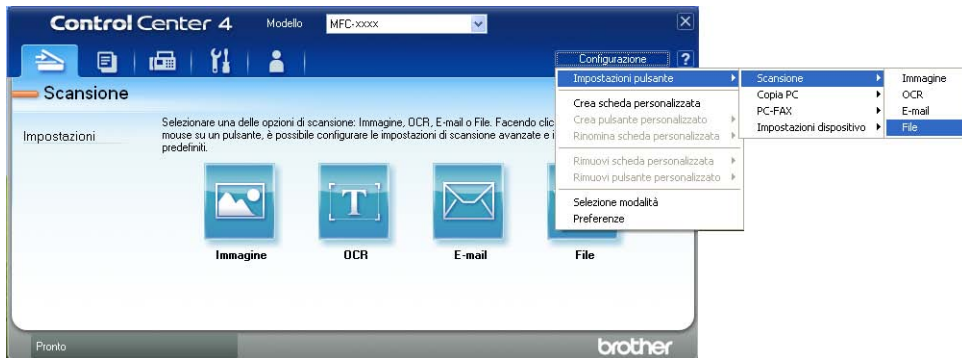 Control Center 4
Modello
MFC-xxxx
Configurazione
?
Scansione
Impostazioni
Selezionare una delle opzioni di scansione: Immagine, OCR, E-mail o File. Facendo clic
mouse su un pulsante, è possibile configurare le impostazioni di scansione avanzate e i
predefiniti.
T
Immagine
OCR
E-mail
File
Impostazioni pulsante
Crea scheda personalizzata
Crea pulsante personalizzato
Rinomina scheda personalizzata
Rimuovi scheda personalizzata
Rimuovi pulsante personalizzato
Selezione modalità
Preferenze
Scansione
Copia PC
PC-FAX
Impostazioni dispositivo
Immagine
OCR
E-mail
File
Pronto
brother